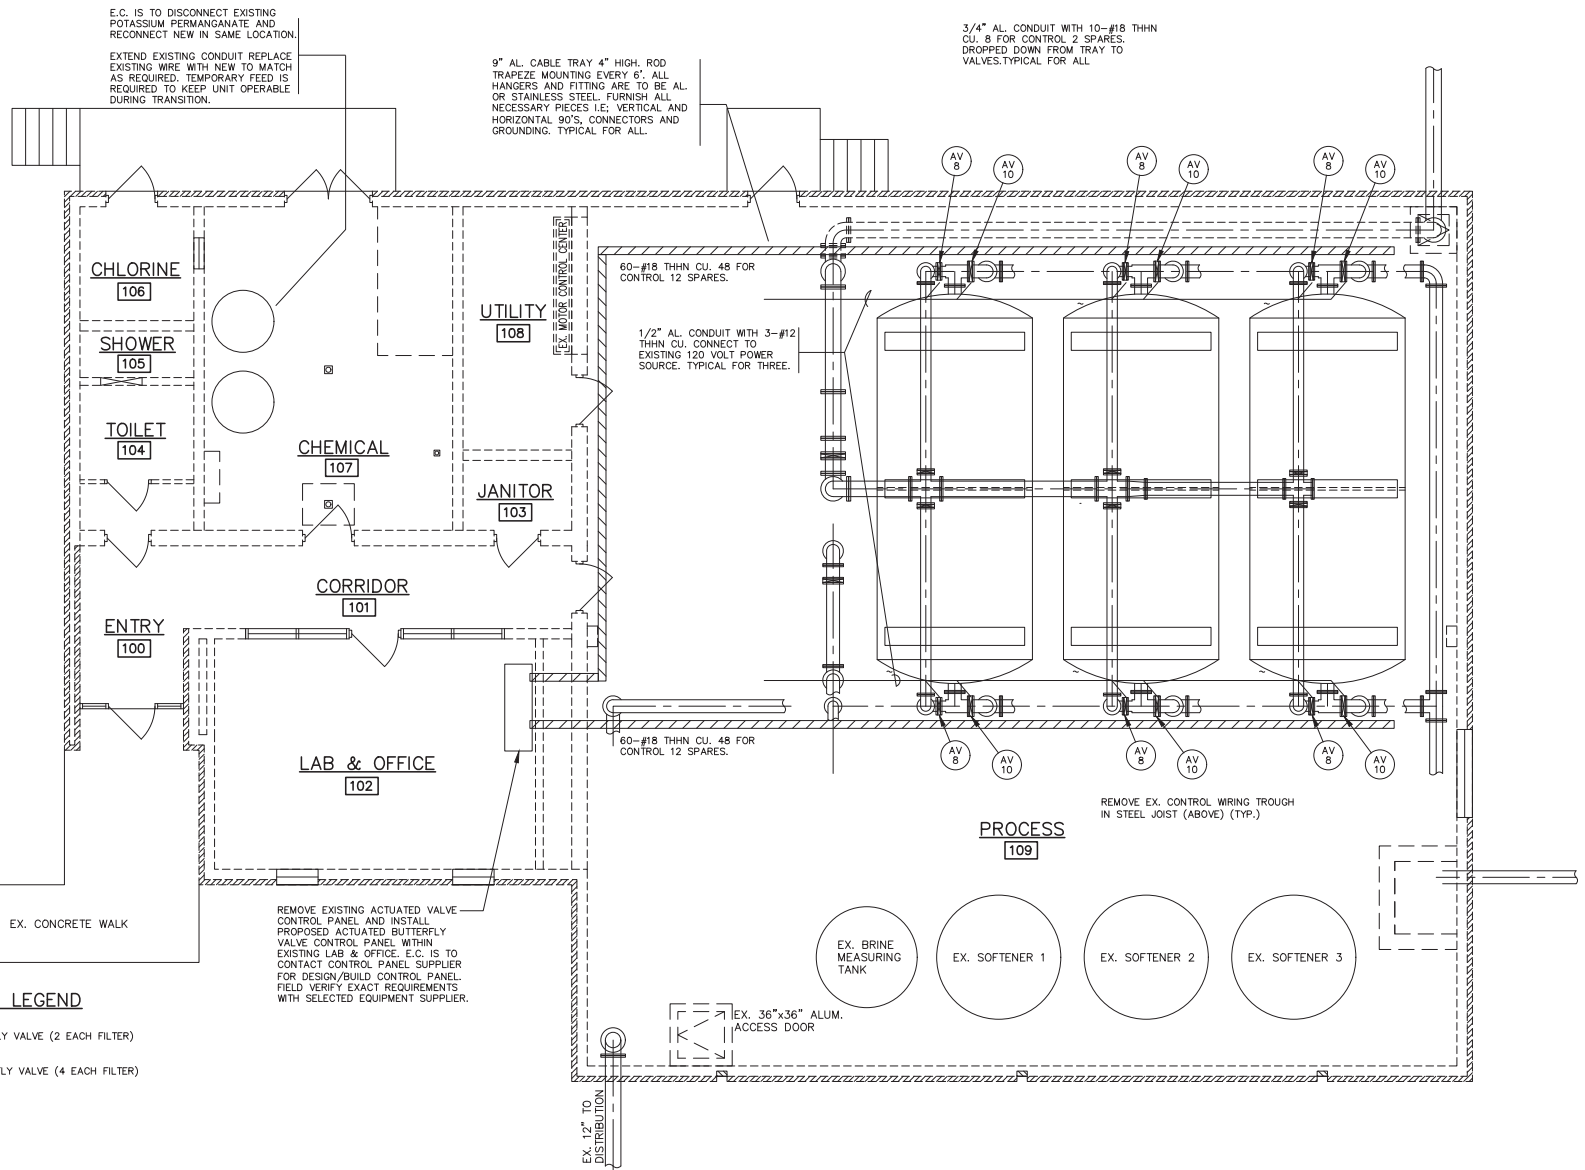 E.C. IS TO DISCONNECT EXISTING
POTASSIUM PERMANGANATE AND
RECONNECT NEW IN SAME LOCATION.
EXTEND EXISTING CONDUIT REPLACE
EXISTING WIRE WITH NEW TO MATCH
AS REQUIRED. TEMPORARY FEED IS
REQUIRED TO KEEP UNIT OPERABLE
DURING TRANSITION.
9" AL. CABLE TRAY 4" HIGH. ROD
TRAPEZE MOUNTING EVERY 6'. ALL
HANGERS AND FITTING ARE TO BE AL.
OR STAINLESS STEEL. FURNISH ALL
NECESSARY PIECES I.E; VERTICAL AND
HORIZONTAL 90'S, CONNECTORS AND
GROUNDING. TYPICAL FOR ALL.
3/4" AL. CONDUIT WITH 10-#18 THHN
CU. 8 FOR CONTROL 2 SPARES.
DROPPED DOWN FROM TRAY TO
VALVES.TYPICAL FOR ALL
AV
8
AV
10
AV
8
AV
10
AV
8
AV
10
CHLORINE
106
SHOWER
105
TOILET
104
CHEMICAL
107
UTILITY
108
EX. MOTOR CONTROL CENTER
JANITOR
103
60-#18 THHN CU. 48 FOR
CONTROL 12 SPARES.
1/2" AL. CONDUIT WITH 3-#12
THHN CU. CONNECT TO
EXISTING 120 VOLT POWER
SOURCE. TYPICAL FOR THREE.
CORRIDOR
101
ENTRY
100
LAB & OFFICE
102
60-#18 THHN CU. 48 FOR
CONTROL 12 SPARES.
AV
8
AV
10
AV
8
AV
10
AV
8
AV
10
REMOVE EX. CONTROL WIRING TROUGH
IN STEEL JOIST (ABOVE) (TYP.)
PROCESS
109
EX. CONCRETE WALK
REMOVE EXISTING ACTUATED VALVE
CONTROL PANEL AND INSTALL
PROPOSED ACTUATED BUTTERFLY
VALVE CONTROL PANEL WITHIN
EXISTING LAB & OFFICE. E.C. IS TO
CONTACT CONTROL PANEL SUPPLIER
FOR DESIGN/BUILD CONTROL PANEL.
FIELD VERIFY EXACT REQUIREMENTS
WITH SELECTED EQUIPMENT SUPPLIER.
EX. BRINE
MEASURING
TANK
EX. SOFTENER 1
EX. SOFTENER 2
EX. SOFTENER 3
EX. 36"x36" ALUM.
ACCESS DOOR
EX. 12" TO
DISTRIBUTION
LEGEND
LY VALVE (2 EACH FILTER)
FLY VALVE (4 EACH FILTER)